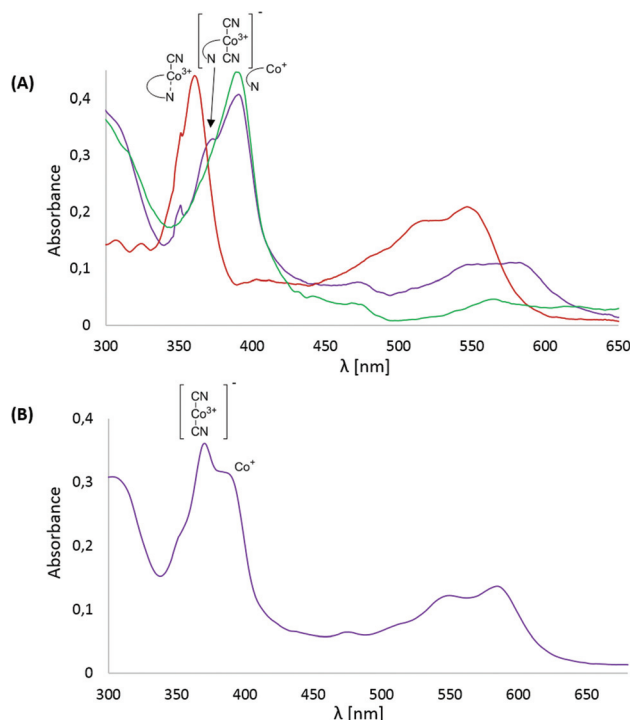 (A)
CN
Co3+
N
CN
Co3+
CN
N
-
Co+
N
Absorbance
0,4
0,3
0,2
0,1
0
300 350 400 450 500 550 600 650
λ [nm]
(B)
CN
Co3+
CN
-
Co+
Absorbance
0,4
0,3
0,2
0,1
0
300 350 400 450 500 550 600 650
λ [nm]